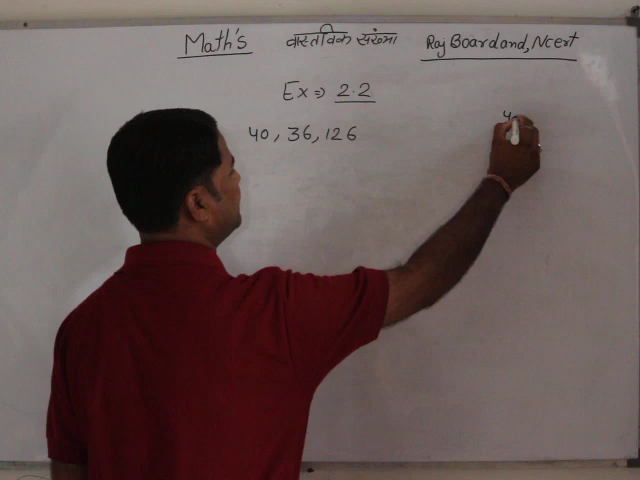 Math's वास्तविक संख्या Raj Board and, Ncert
Ex ⇒ 2.2
40, 36, 126